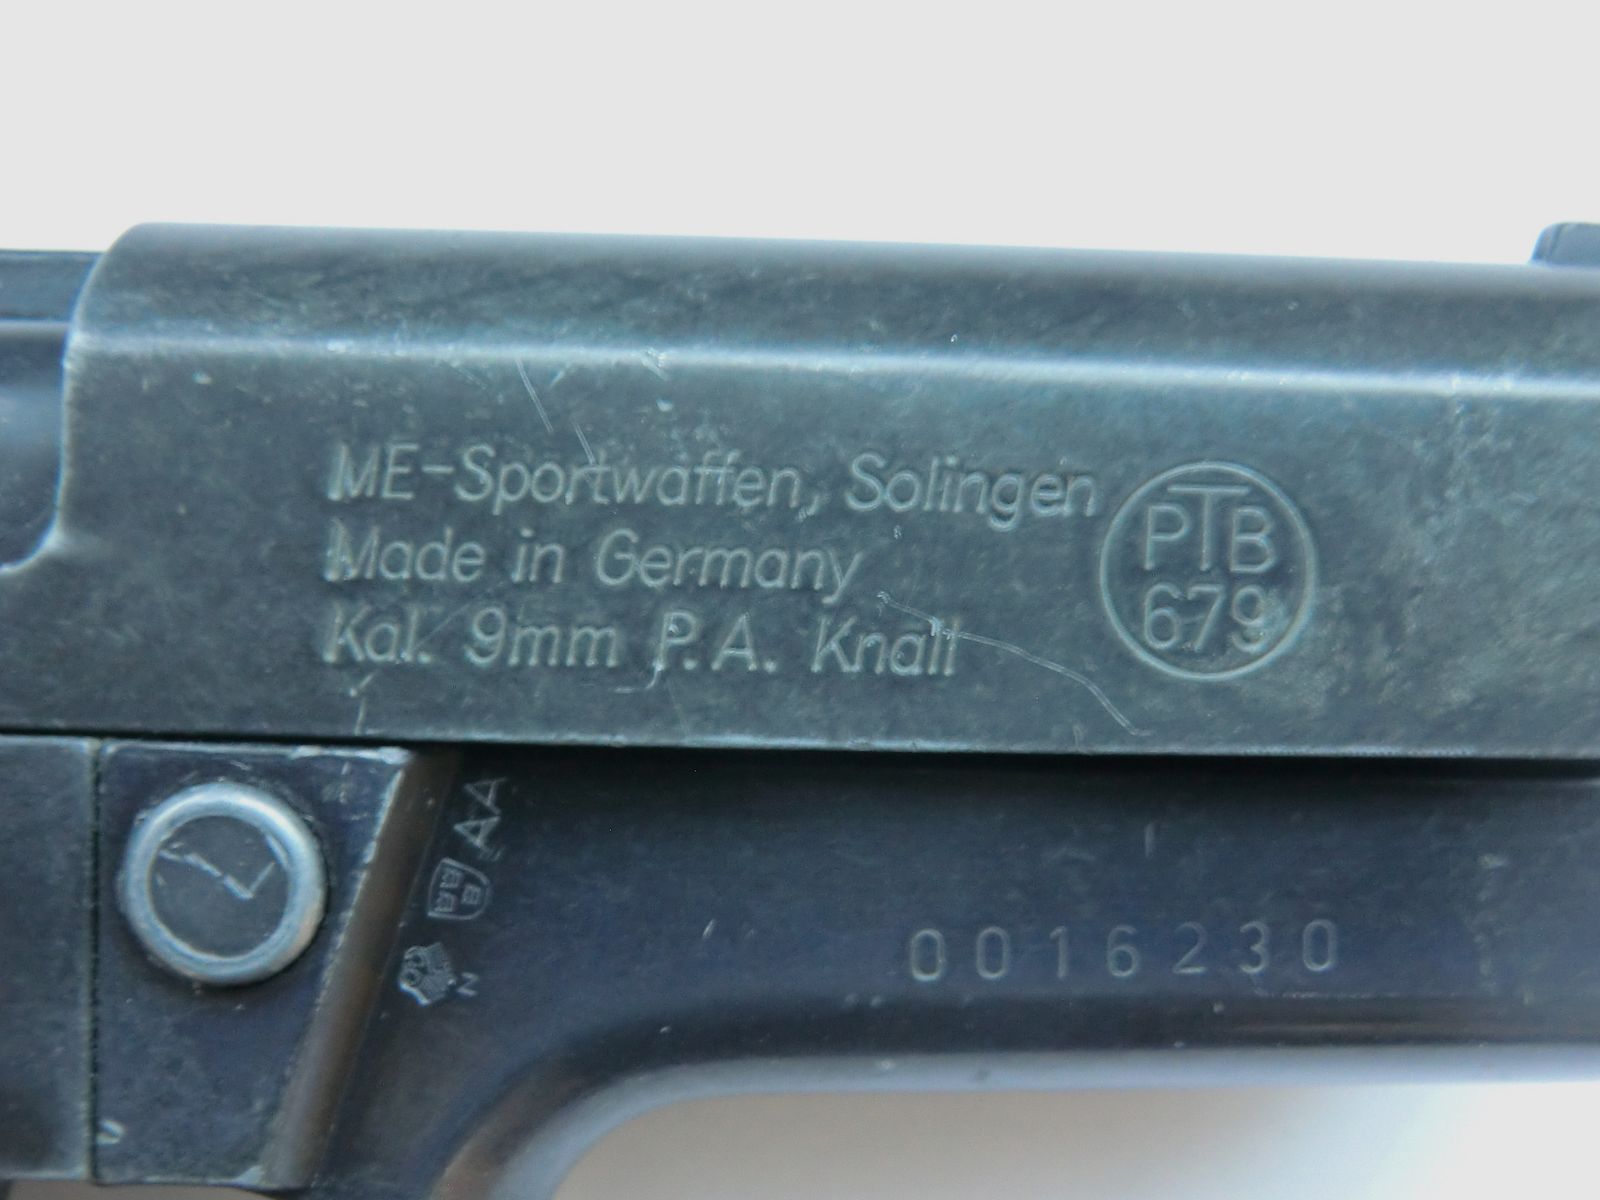 ME-Sportwaffen, Solingen
Made in Germany
Kal. 9mm P.A. Knall
PTB
679
AA
N
0016230